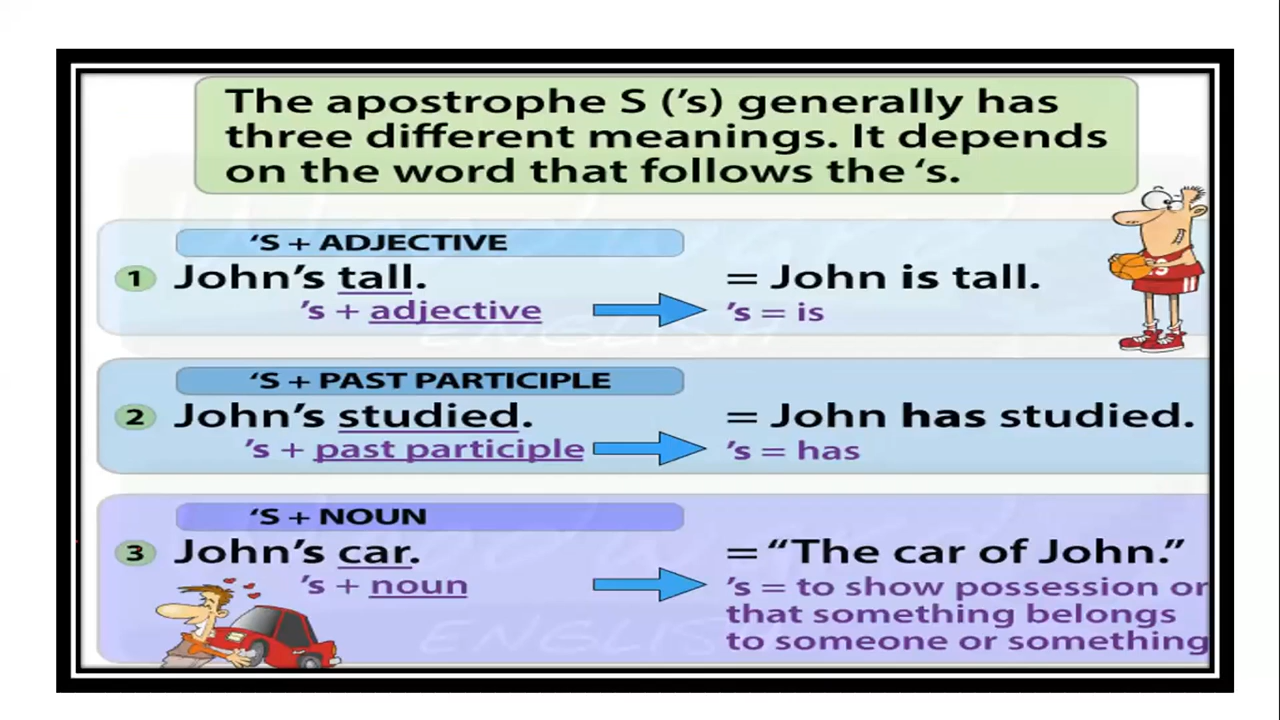 The apostrophe S (’s) generally has
three different meanings. It depends
on the word that follows the ‘s.
‘S + ADJECTIVE
1 John’s tall. = John is tall.
’s + adjective ’s = is
ENGLISH
‘S + PAST PARTICIPLE
2 John’s studied. = John has studied.
’s + past participle ’s = has
‘S + NOUN
3 John’s car. = “The car of John.”
’s + noun ’s = to show possession or
that something belongs
to someone or something
ENGLISH